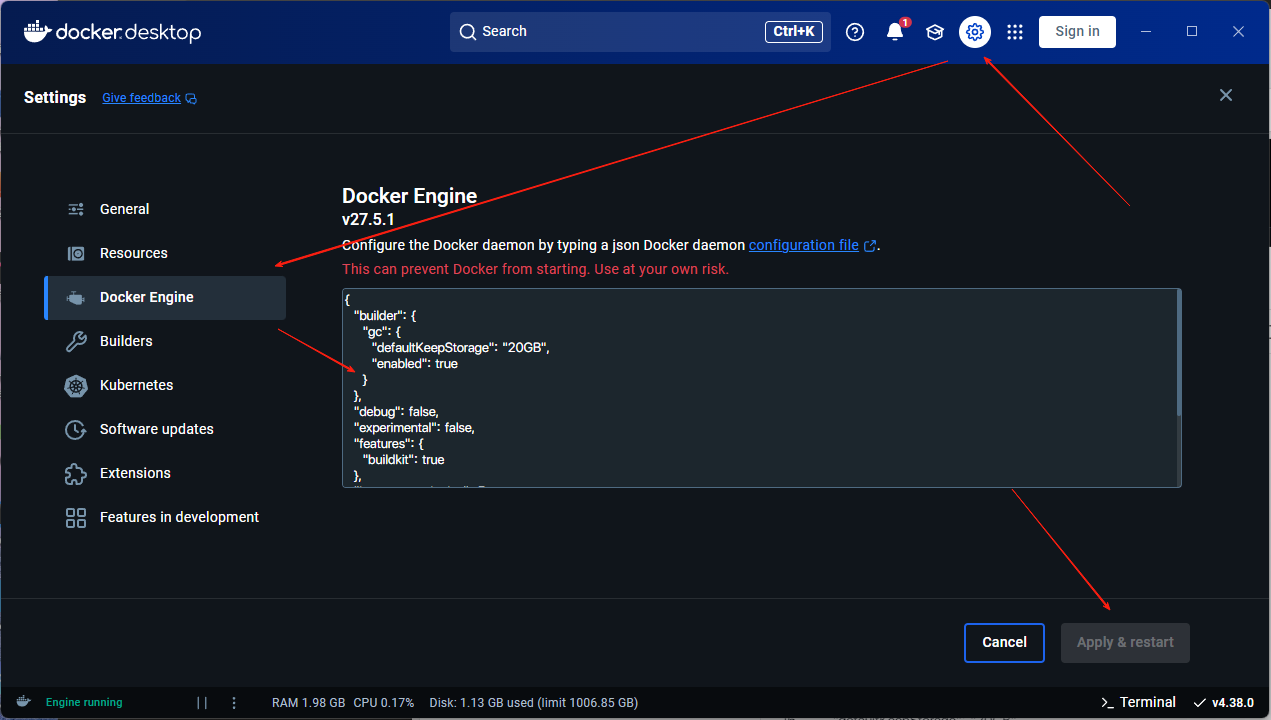 docker.desktop
Search
Ctrl+K
1
Sign in
Settings
Give feedback
General
Resources
Docker Engine
Builders
Kubernetes
Software updates
Extensions
Features in development
Docker Engine
v27.5.1
Configure the Docker daemon by typing a json Docker daemon configuration file.
This can prevent Docker from starting. Use at your own risk.
{
"builder": {
"gc": {
"defaultKeepStorage": "20GB",
"enabled": true
}
},
"debug": false,
"experimental": false,
"features": {
"buildkit": true
},
Cancel
Apply & restart
Engine running
RAM 1.98 GB CPU 0.17% Disk: 1.13 GB used (limit 1006.85 GB)
Terminal
v4.38.0